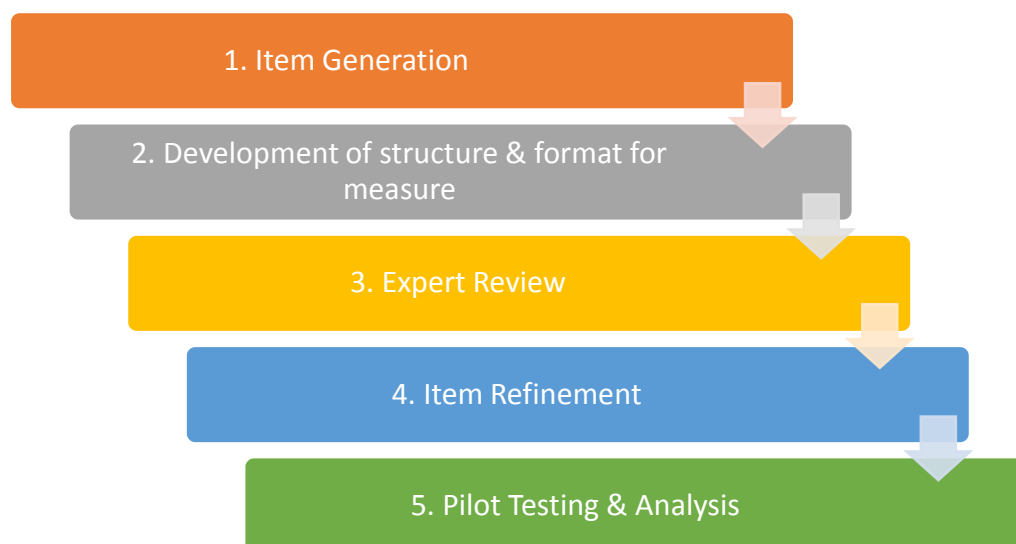 1. Item Generation
2. Development of structure & format for
measure
3. Expert Review
4. Item Refinement
5. Pilot Testing & Analysis